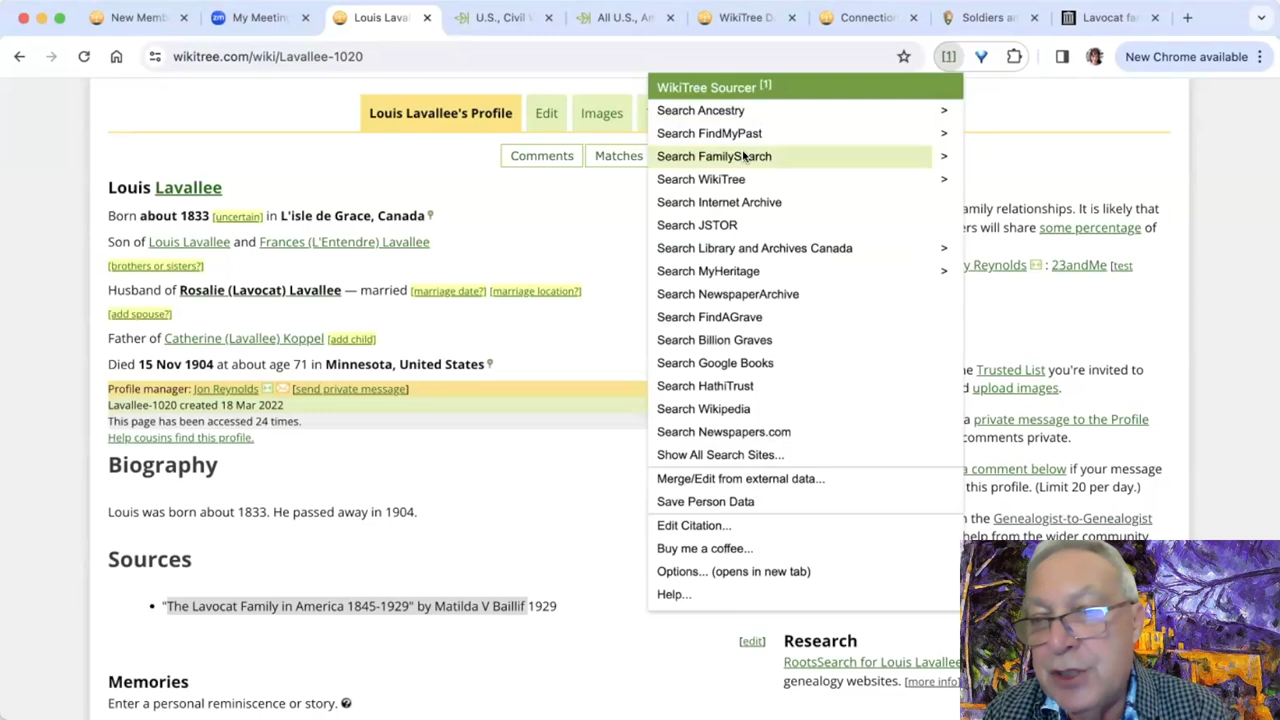 New Memb
My Meeting
Louis Laval
U.S., Civil W
All U.S., Am
WikiTree D
Connection
Soldiers an
Lavocat fa
wikitree.com/wiki/Lavallee-1020
[1]
New Chrome available
Louis Lavallee's Profile
Edit
Images
Comments
Matches
Louis Lavallee
Born about 1833 [uncertain] in L'isle de Grace, Canada
Son of Louis Lavallee and Frances (L'Entendre) Lavallee
[brothers or sisters?]
Husband of Rosalie (Lavocat) Lavallee — married [marriage date?] [marriage location?]
[add spouse?]
Father of Catherine (Lavallee) Koppel [add child]
Died 15 Nov 1904 at about age 71 in Minnesota, United States
Profile manager: Jon Reynolds [send private message]
Lavallee-1020 created 18 Mar 2022
This page has been accessed 24 times.
Help cousins find this profile.
Biography
Louis was born about 1833. He passed away in 1904.
Sources
• "The Lavocat Family in America 1845-1929" by Matilda V Baillif 1929
[edit]
Memories
Enter a personal reminiscence or story.
WikiTree Sourcer [1]
Search Ancestry >
Search FindMyPast >
Search FamilySearch >
Search WikiTree >
Search Internet Archive
Search JSTOR
Search Library and Archives Canada >
Search MyHeritage >
Search NewspaperArchive
Search FindAGrave
Search Billion Graves
Search Google Books
Search HathiTrust
Search Wikipedia
Search Newspapers.com
Show All Search Sites...
Merge/Edit from external data...
Save Person Data
Edit Citation...
Buy me a coffee...
Options... (opens in new tab)
Help...
amily relationships. It is likely that
ers will share some percentage of
y Reynolds : 23andMe [test
he Trusted List you're invited to
d upload images.
a private message to the Profile
comments private.
a comment below if your message
this profile. (Limit 20 per day.)
n the Genealogist-to-Genealogist
help from the wider community.
Research
RootsSearch for Louis Lavallee
genealogy websites. [more info]